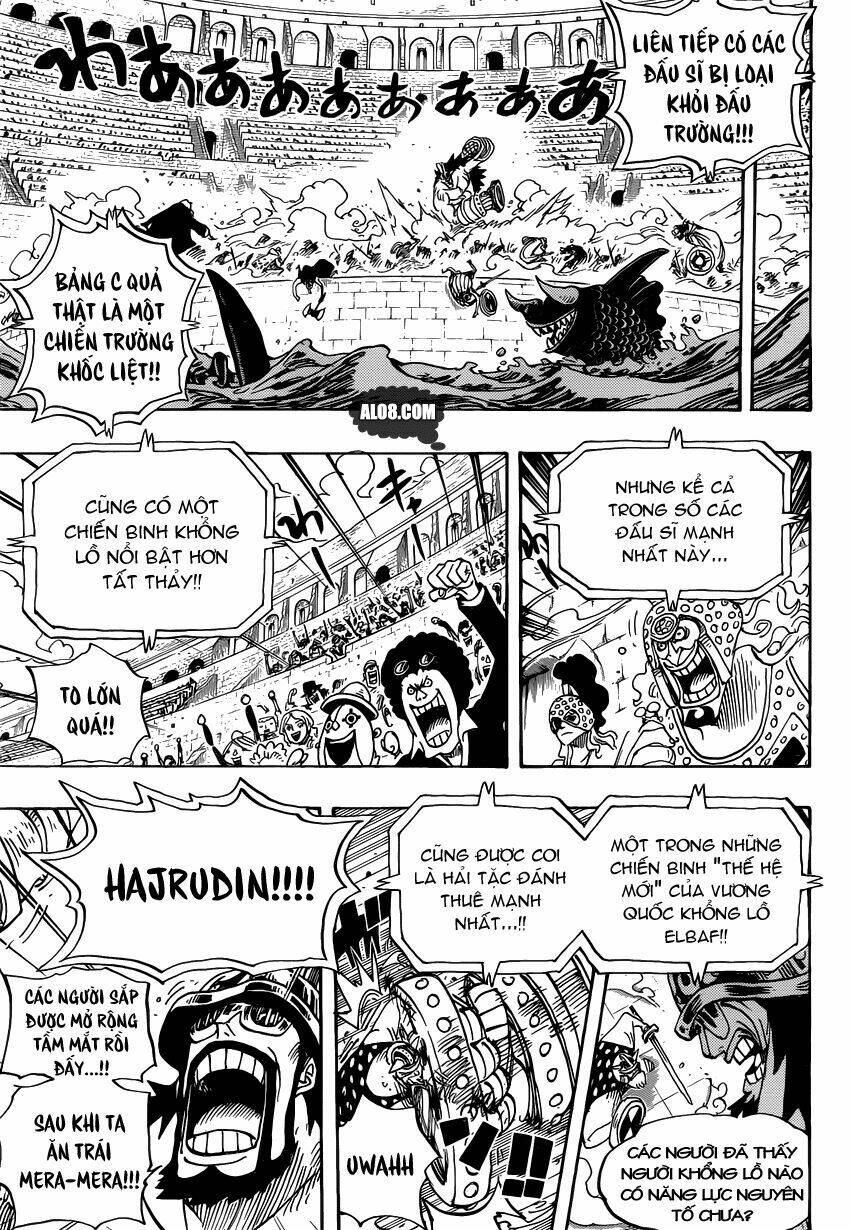 LIÊN TIẾP CÓ CÁC
ĐẤU SĨ BỊ LOẠI
KHỎI ĐẤU
TRƯỜNG!!!
わあああああああああ
BẢNG C QUẢ
THẬT LÀ MỘT
CHIẾN TRƯỜNG
KHỐC LIỆT!!
ALO8.COM
NHƯNG KỂ CẢ
TRONG SỐ CÁC
ĐẤU SĨ MẠNH
NHẤT NÀY...
CŨNG CÓ MỘT
CHIẾN BINH KHỔNG
LỒ NỔI BẬT HƠN
TẤT THẢY!!
TO LỚN
QUÁ!!
MỘT TRONG NHỮNG
CHIẾN BINH "THẾ HỆ
MỚI" CỦA VƯƠNG
QUỐC KHỔNG LỒ
ELBAF!!
CŨNG ĐƯỢC COI
LÀ HẢI TẶC ĐÁNH
THUÊ MẠNH
NHẤT...!!
HAJRUDIN!!!!
CÁC NGƯỜI ĐÃ THẤY
NGƯỜI KHỔNG LỒ NÀO
CÓ NĂNG LỰC NGUYÊN
TỐ CHƯA?
UWAHH
CÁC NGƯỜI SẮP
ĐƯỢC MỞ RỘNG
TẦM MẮT RỒI
ĐẤY...!!
SAU KHI TA
ĂN TRÁI
MERA-MERA!!!